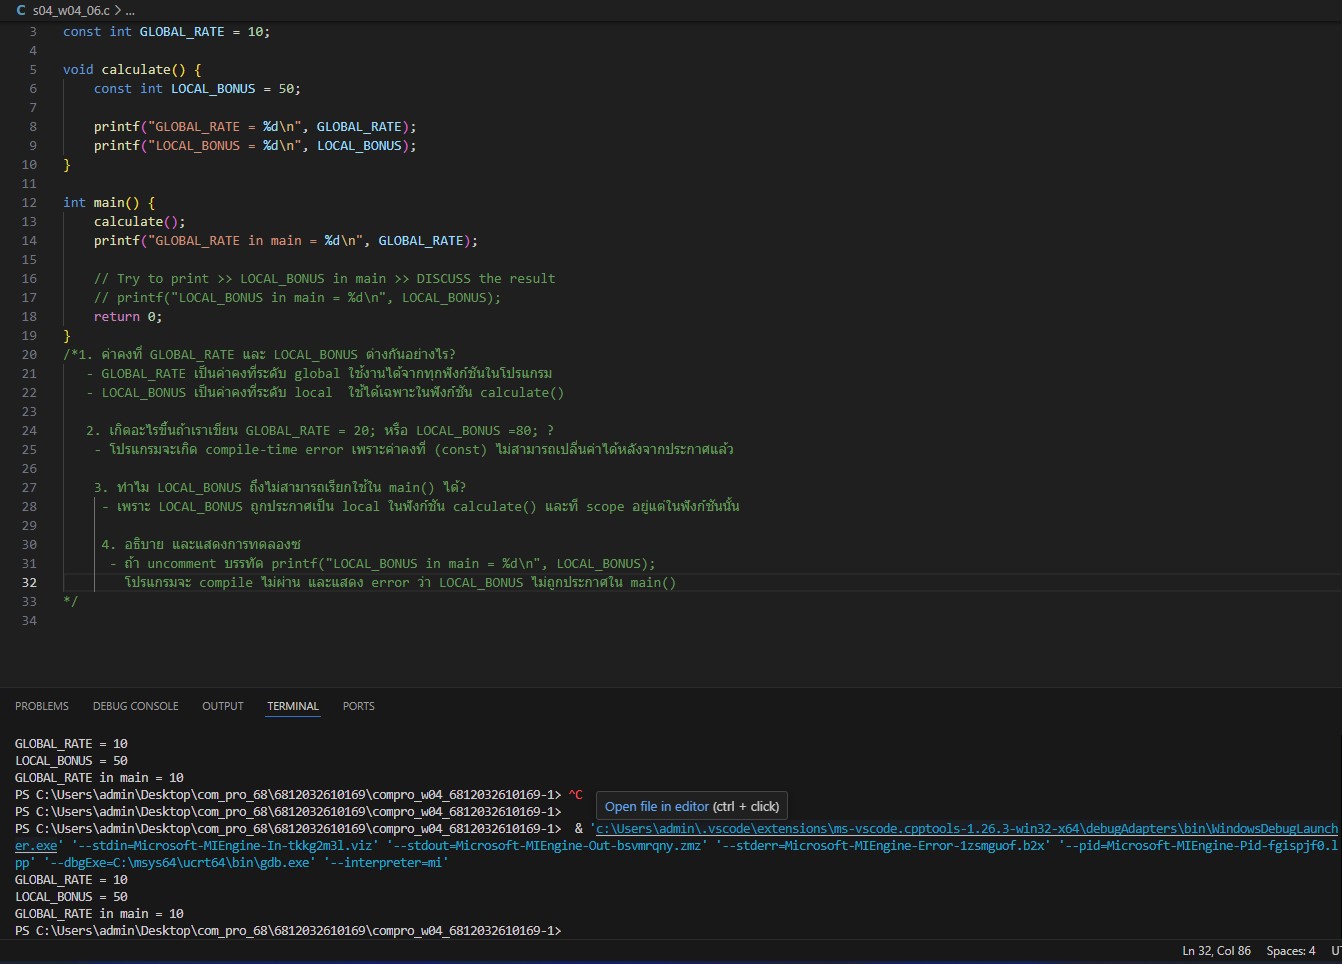 s04_w04_06.c > ...
3 const int GLOBAL_RATE = 10;
4
5 void calculate() {
6     const int LOCAL_BONUS = 50;
7
8     printf("GLOBAL_RATE = %d\n", GLOBAL_RATE);
9     printf("LOCAL_BONUS = %d\n", LOCAL_BONUS);
10 }
11
12 int main() {
13     calculate();
14     printf("GLOBAL_RATE in main = %d\n", GLOBAL_RATE);
15
16     // Try to print >> LOCAL_BONUS in main >> DISCUSS the result
17     // printf("LOCAL_BONUS in main = %d\n", LOCAL_BONUS);
18     return 0;
19 }
20 /*1. ค่าคงที่ GLOBAL_RATE และ LOCAL_BONUS ต่างกันอย่างไร?
21    - GLOBAL_RATE เป็นค่าคงที่ระดับ global ใช้งานได้จากทุกฟังก์ชันในโปรแกรม
22    - LOCAL_BONUS เป็นค่าคงที่ระดับ local  ใช้ได้เฉพาะในฟังก์ชัน calculate()
23
24    2. เกิดอะไรขึ้นถ้าเราเขียน GLOBAL_RATE = 20; หรือ LOCAL_BONUS =80; ?
25     - โปรแกรมจะเกิด compile-time error เพราะค่าคงที่ (const) ไม่สามารถเปลี่นค่าได้หลังจากประกาศแล้ว
26
27     3. ทำไม LOCAL_BONUS ถึงไม่สามารถเรียกใช้ใน main() ได้?
28      - เพราะ LOCAL_BONUS ถูกประกาศเป็น local ในฟังก์ชัน calculate() และที่ scope อยู่แต่ในฟังก์ชันนั้น
29
30      4. อธิบาย และแสดงการทดลองซ่
31       - ถ้า uncomment บรรทัด printf("LOCAL_BONUS in main = %d\n", LOCAL_BONUS);
32         โปรแกรมจะ compile ไม่ผ่าน และแสดง error ว่า LOCAL_BONUS ไม่ถูกประกาศใน main()
33 */
34
PROBLEMS DEBUG CONSOLE OUTPUT TERMINAL PORTS
GLOBAL_RATE = 10
LOCAL_BONUS = 50
GLOBAL_RATE in main = 10
PS C:\Users\admin\Desktop\com_pro_68\6812032610169\compro_w04_6812032610169-1> ^C
Open file in editor (ctrl + click)
PS C:\Users\admin\Desktop\com_pro_68\6812032610169\compro_w04_6812032610169-1>
PS C:\Users\admin\Desktop\com_pro_68\6812032610169\compro_w04_6812032610169-1>  & 'c:\Users\admin\.vscode\extensions\ms-vscode.cpptools-1.26.3-win32-x64\debugAdapters\bin\WindowsDebugLaunch
er.exe' '--stdin=Microsoft-MIEngine-In-tkkg2m3l.viz' '--stdout=Microsoft-MIEngine-Out-bsvmrqny.zmz' '--stderr=Microsoft-MIEngine-Error-1zsmguof.b2x' '--pid=Microsoft-MIEngine-Pid-fgispjf0.l
pp' '--dbgExe=C:\msys64\ucrt64\bin\gdb.exe' '--interpreter=mi'
GLOBAL_RATE = 10
LOCAL_BONUS = 50
GLOBAL_RATE in main = 10
PS C:\Users\admin\Desktop\com_pro_68\6812032610169\compro_w04_6812032610169-1>
Ln 32, Col 86 Spaces: 4